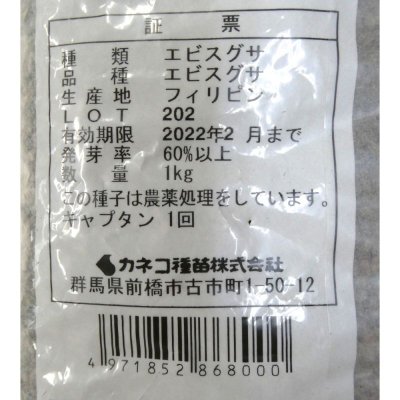 証 票
種 類 エビスグサ
品 種 エビスグサ
生 産 地 フィリピン
LOT 202
有効期限 2022年2 月まで
発 芽 率 60%以上
数 量 1kg
この種子は農薬処理をしています。
キャプタン 1回
カネコ種苗株式会社
群馬県前橋市古市町1-50-12
4 971852 868000